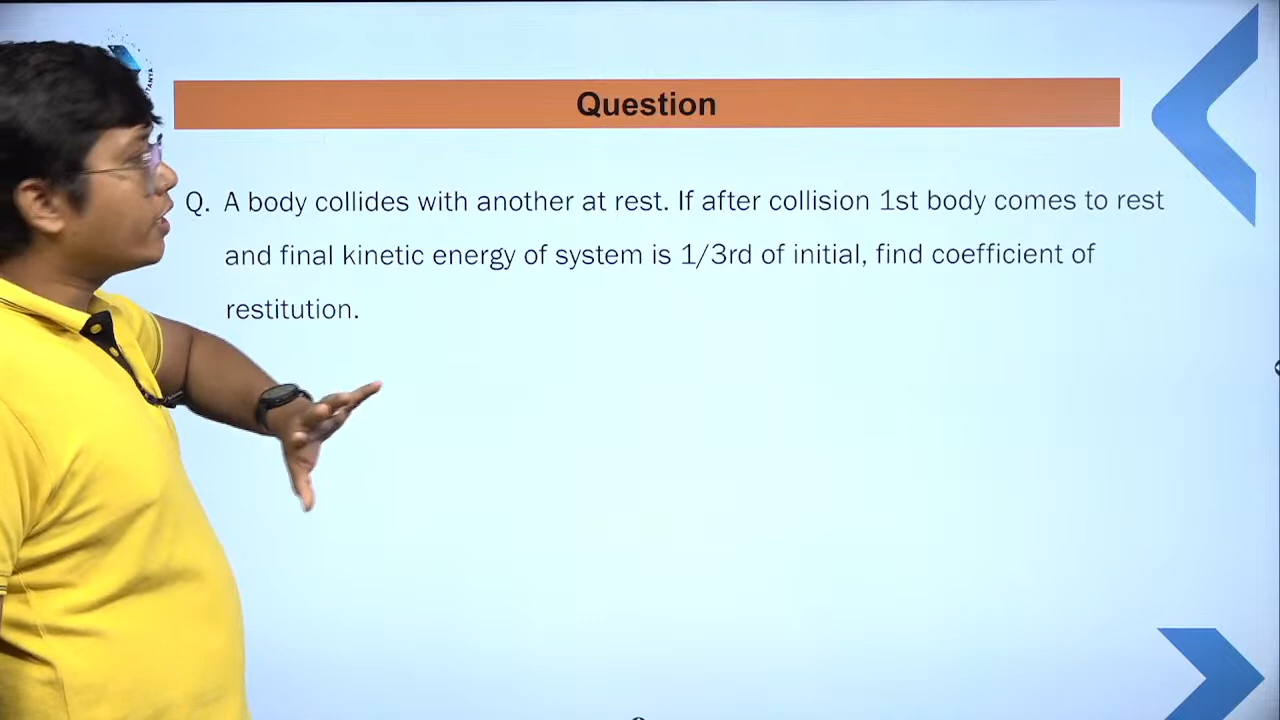 Question
Q. A body collides with another at rest. If after collision 1st body comes to rest
and final kinetic energy of system is 1/3rd of initial, find coefficient of
restitution.